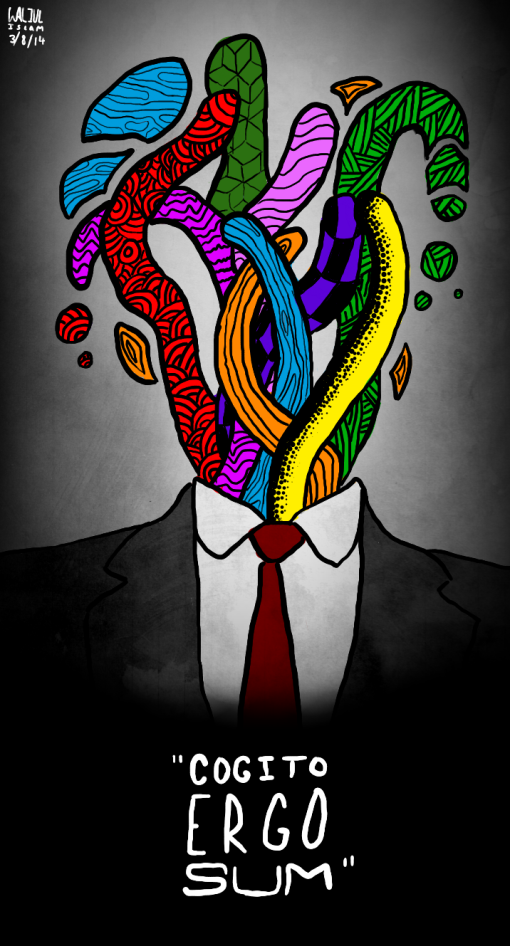 WALIUL
ISLAM
3/8/14
"COGITO
ERGO
SUM"